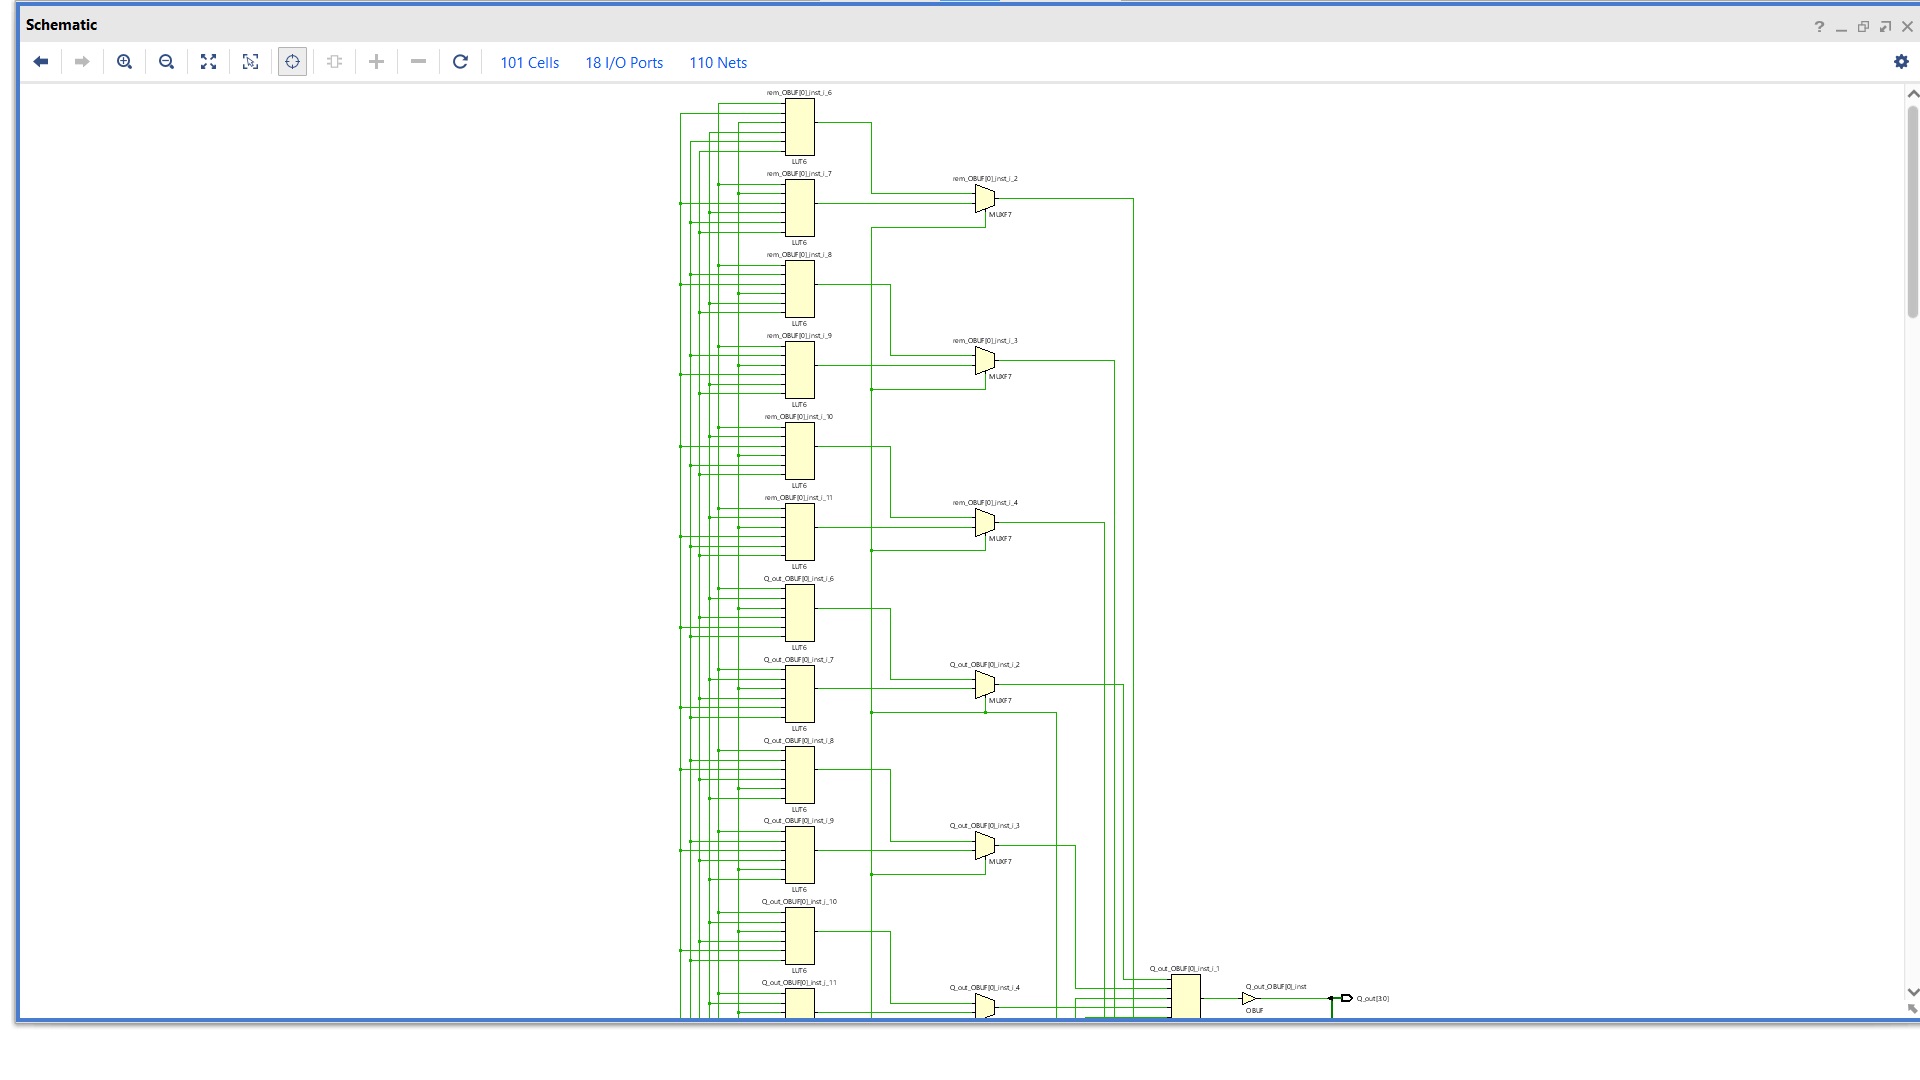 Schematic
?
101 Cells 18 I/O Ports 110 Nets
rem_OBUF[0]_inst_i_6
LUT6
rem_OBUF[0]_inst_i_7
rem_OBUF[0]_inst_i_2
MUXF7
LUT6
rem_OBUF[0]_inst_i_8
LUT6
rem_OBUF[0]_inst_i_9
rem_OBUF[0]_inst_i_3
MUXF7
LUT6
rem_OBUF[0]_inst_i_10
LUT6
rem_OBUF[0]_inst_i_11
rem_OBUF[0]_inst_i_4
MUXF7
LUT6
Q_out_OBUF[0]_inst_i_6
LUT6
Q_out_OBUF[0]_inst_i_7
Q_out_OBUF[0]_inst_i_2
MUXF7
LUT6
Q_out_OBUF[0]_inst_i_8
LUT6
Q_out_OBUF[0]_inst_i_9
Q_out_OBUF[0]_inst_i_3
MUXF7
LUT6
Q_out_OBUF[0]_inst_i_10
LUT6
Q_out_OBUF[0]_inst_i_1
Q_out_OBUF[0]_inst_i_11
Q_out_OBUF[0]_inst_i_4
Q_out_OBUF[0]_inst
Q_out[3:0]
OBUF